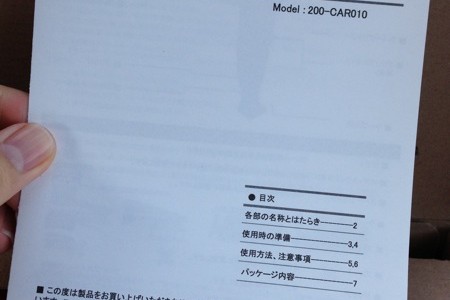 Model : 200-CAR010
● 目次
各部の名称とはたらき 2
使用時の準備 3,4
使用方法、注意事項 5,6
パッケージ内容 7
■ この度は製品をお買い上げいただき